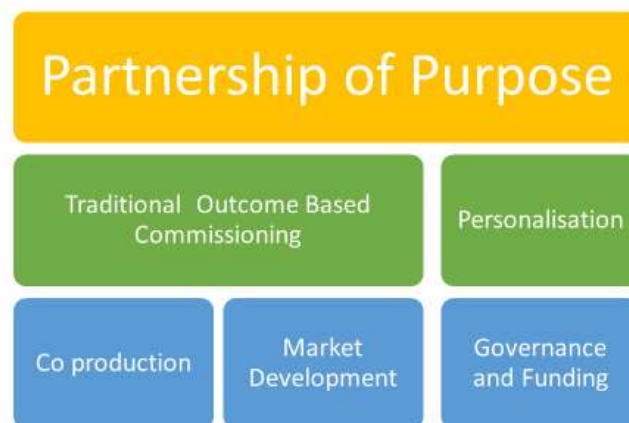 Partnership of Purpose
Traditional  Outcome Based
Commissioning
Personalisation
Co production
Market
Development
Governance
and Funding